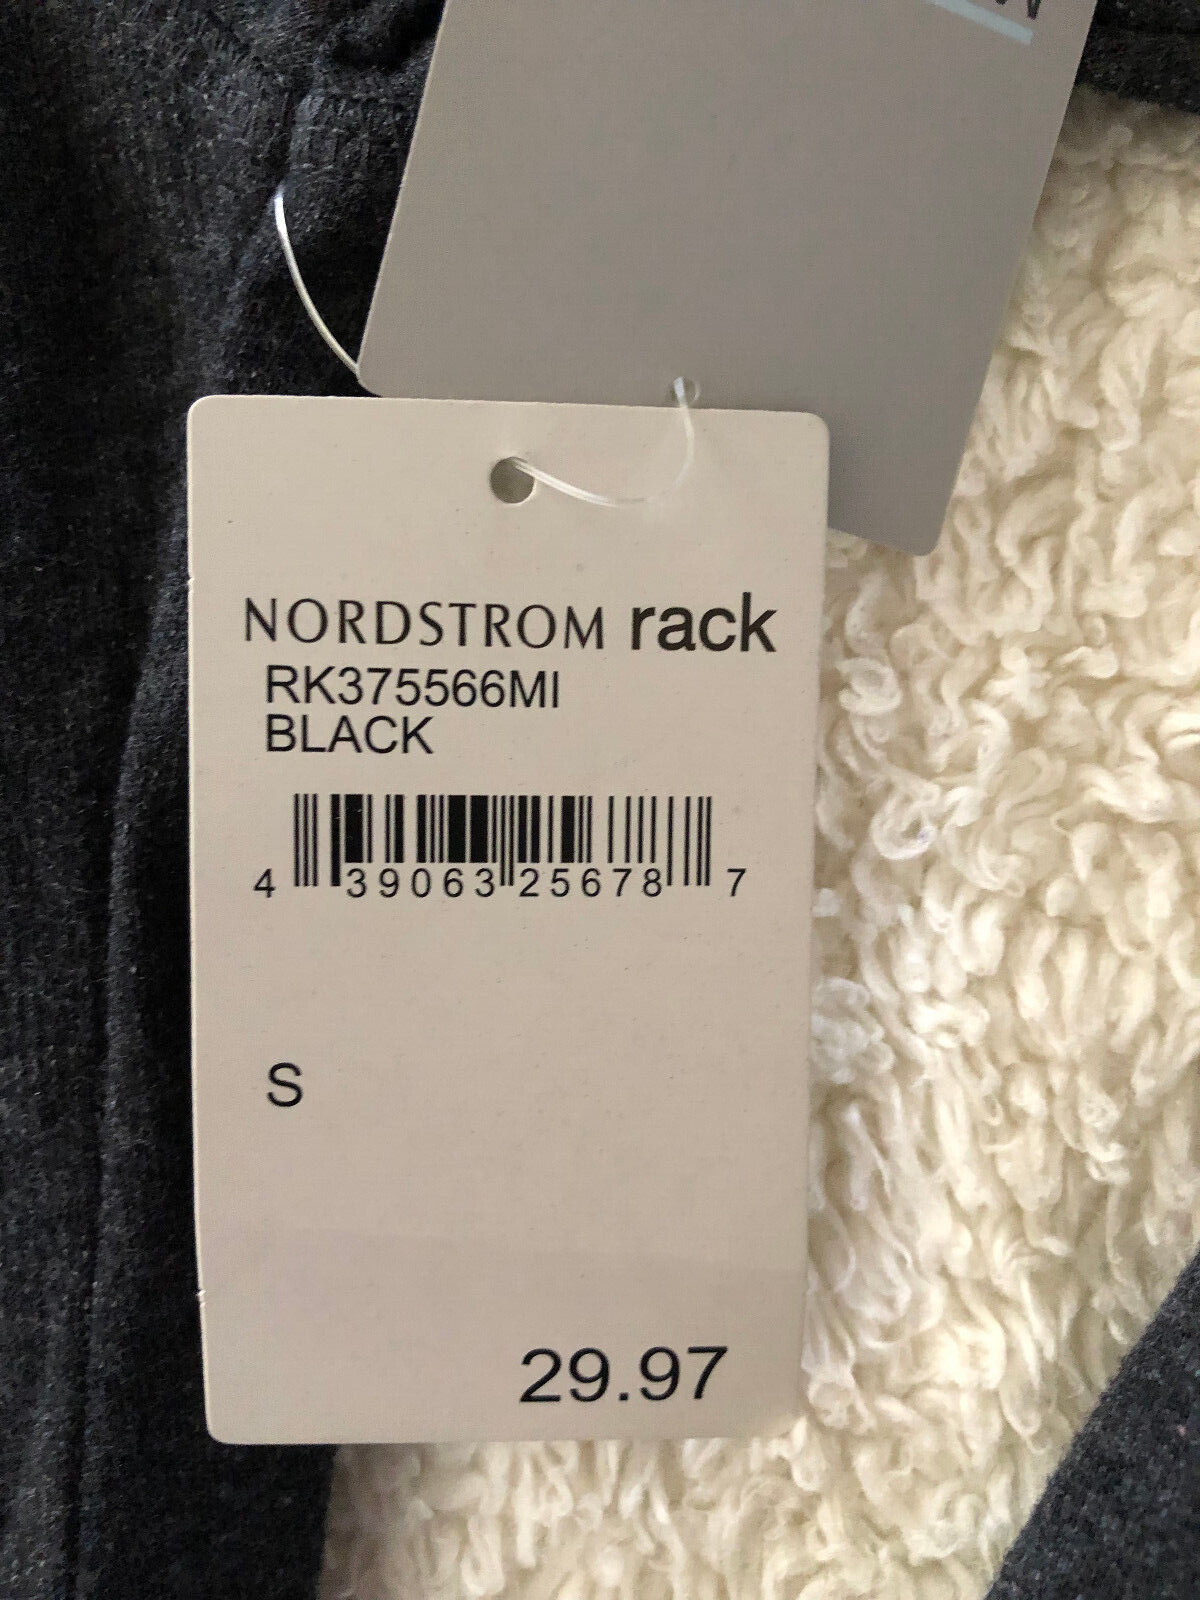 NORDSTROM rack
RK375566MI
BLACK
4 39063 25678 7
S
29.97